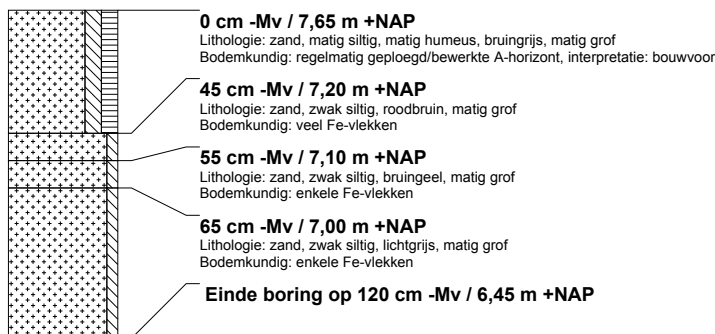 0 cm -Mv / 7,65 m +NAP
Lithologie: zand, matig siltig, matig humeus, bruingrijs, matig grof
Bodemkundig: regelmatig geploegd/bewerkte A-horizont, interpretatie: bouwvoor
45 cm -Mv / 7,20 m +NAP
Lithologie: zand, zwak siltig, roodbruin, matig grof
Bodemkundig: veel Fe-vlekken
55 cm -Mv / 7,10 m +NAP
Lithologie: zand, zwak siltig, bruingeel, matig grof
Bodemkundig: enkele Fe-vlekken
65 cm -Mv / 7,00 m +NAP
Lithologie: zand, zwak siltig, lichtgrijs, matig grof
Bodemkundig: enkele Fe-vlekken
Einde boring op 120 cm -Mv / 6,45 m +NAP